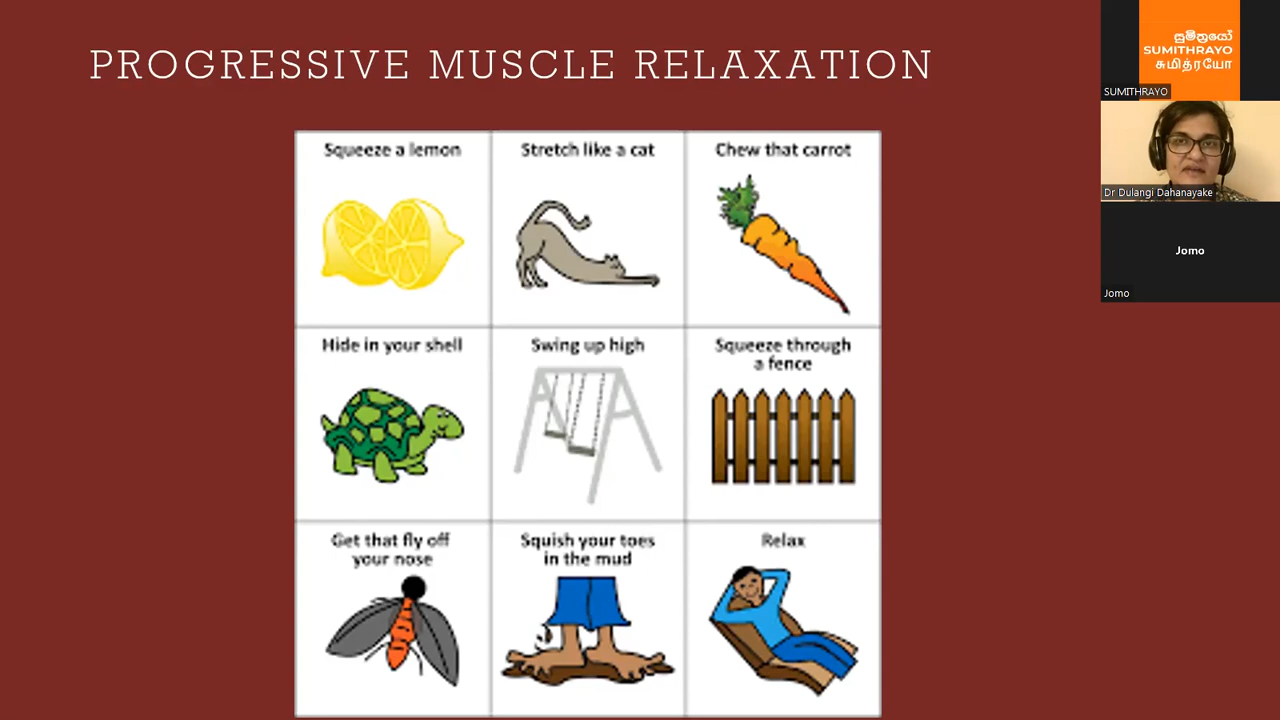 PROGRESSIVE MUSCLE RELAXATION
Squeeze a lemon
Stretch like a cat
Chew that carrot
Hide in your shell
Swing up high
Squeeze through
a fence
Get that fly off
your nose
Squish your toes
in the mud
Relax
සුමිත්‍රයෝ
SUMITHRAYO
சுமித்ரயோ
SUMITHRAYO
Dr Dulangi Dahanayake
Jomo
Jomo